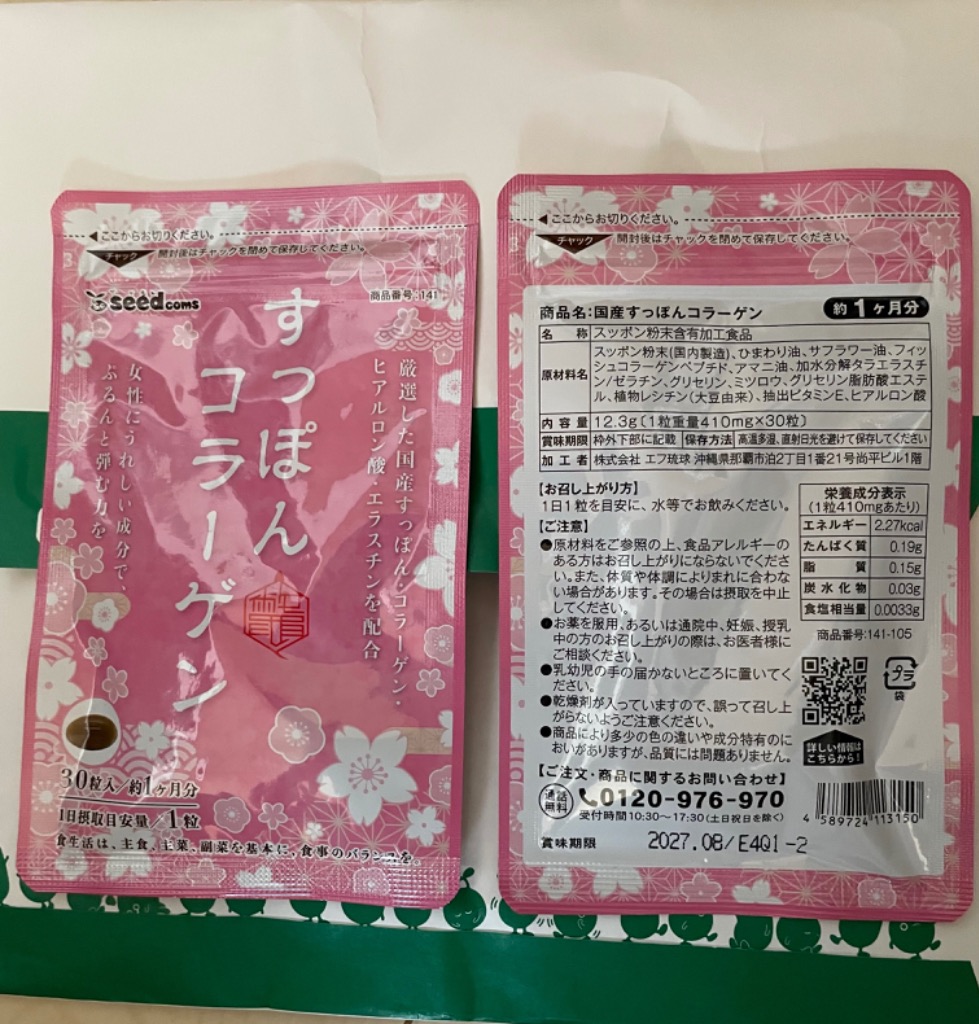 ここからお切りください。
チャック 開封後はチャックを閉めて保存してください。
seedcoms
商品番号:141
すっぽん
コラーゲン
厳選した国産すっぽん・コラーゲン・
ヒアルロン酸・エラスチンを配合
女性にうれしい成分で、
ぷるんと弾む力を
30粒入/約1ヶ月分
1日摂取目安量/1粒
食生活は、主食、主菜、副菜を基本に、食事のバランスを。
ここからお切りください。
チャック 開封後はチャックを閉めて保存してください。
商品名:国産すっぽんコラーゲン 約1ヶ月分
名 称 スッポン粉末含有加工食品
原材料名 スッポン粉末(国内製造)、ひまわり油、サフラワー油、フィッ
シュコラーゲンペプチド、アマニ油、加水分解タラエラスチ
ン/ゼラチン、グリセリン、ミツロウ、グリセリン脂肪酸エステ
ル、植物レシチン(大豆由来)、抽出ビタミンE、ヒアルロン酸
内容量 12.3g[1粒重量410mg×30粒]
賞味期限 枠外下部に記載 保存方法 高温多湿、直射日光を避けて保存してください
加工者 株式会社 エフ琉球 沖縄県那覇市泊2丁目1番21号尚平ビル1階
【お召し上がり方】
1日1粒を目安に、水等でお飲みください。
【ご注意】
●原材料をご参照の上、食品アレルギーの
ある方はお召し上がりにならないでくださ
い。また、体質や体調によりまれに合わな
い場合があります。その場合は摂取を中止
してください。
●お薬を服用、あるいは通院中、妊娠、授乳
中の方のお召し上がりの際は、お医者様に
ご相談ください。
●乳幼児の手の届かないところに置いてく
ださい。
●乾燥剤が入っていますので、誤って召し上
がらないようご注意ください。
●商品により多少の色の違いや成分特有のに
おいがありますが、品質には問題ありません。
栄養成分表示
(1粒410mgあたり)
エネルギー 2.27kcal
たんぱく質 0.19g
脂 質 0.15g
炭水化物 0.03g
食塩相当量 0.0033g
商品番号:141-105
プラ
袋
詳しい情報は
こちらから!
【ご注文・商品に関するお問い合わせ】
通話無料 0120-976-970
受付時間10:30～17:30(土日祝日を除く)
4 589724 113150
賞味期限 2027.08/E4Q1-2